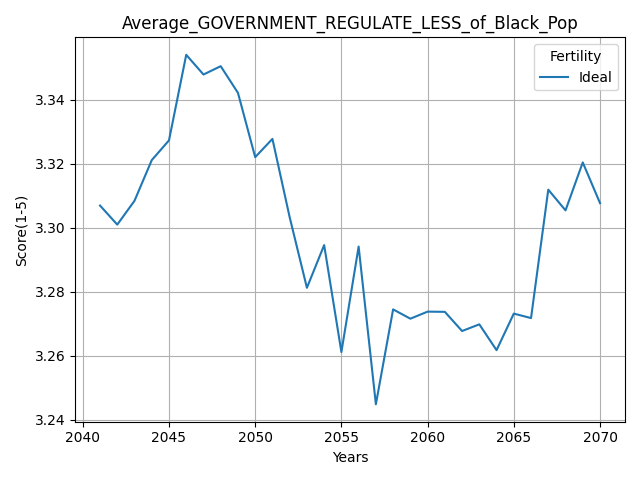 Average_GOVERNMENT_REGULATE_LESS_of_Black_Pop
Fertility
Ideal
Score(1-5)
3.34
3.32
3.30
3.28
3.26
3.24
2040 2045 2050 2055 2060 2065 2070
Years